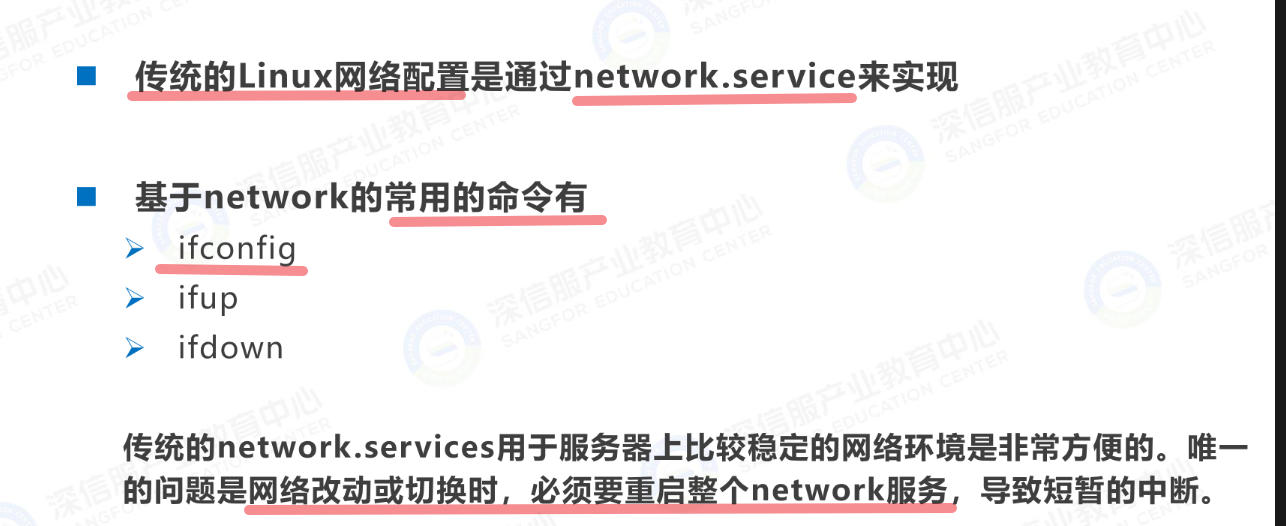 传统的Linux网络配置是通过network.service来实现
基于network的常用的命令有
ifconfig
ifup
ifdown
传统的network.services用于服务器上比较稳定的网络环境是非常方便的。唯一
的问题是网络改动或切换时，必须要重启整个network服务，导致短暂的中断。
深信服产业教育中心
SANGFOR EDUCATION CENTER